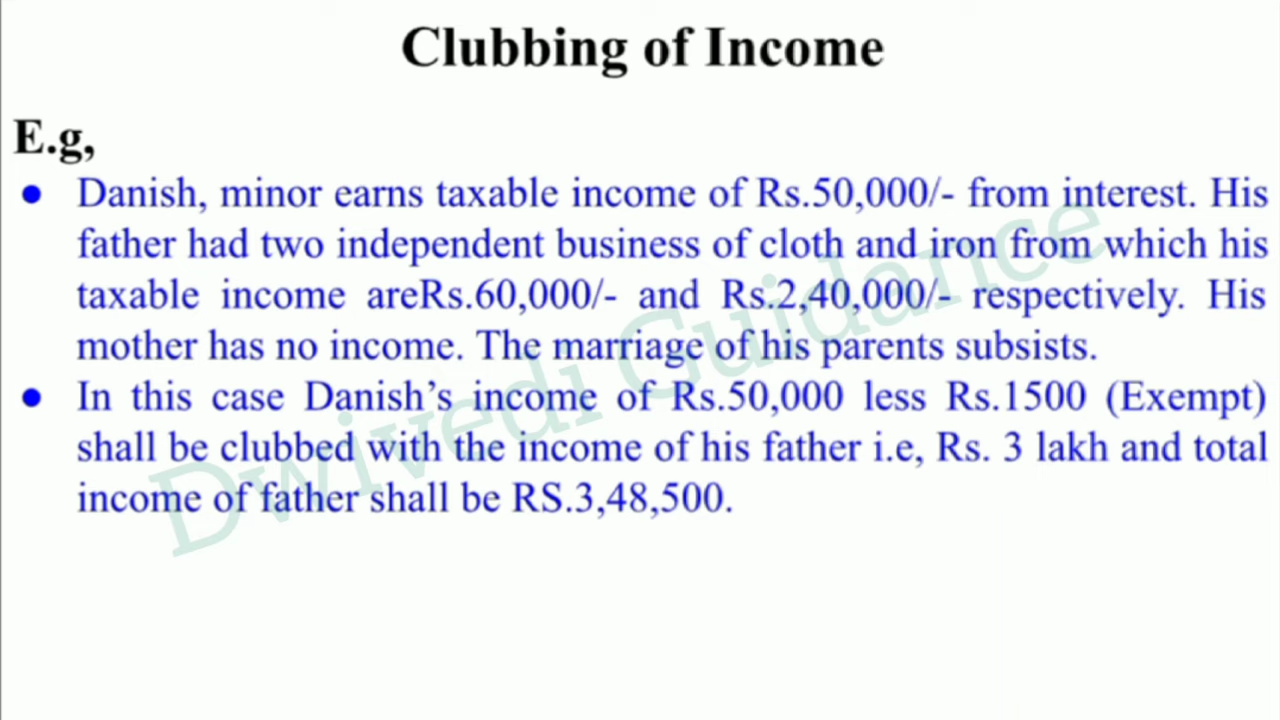 Clubbing of Income
E.g,
● Danish, minor earns taxable income of Rs.50,000/- from interest. His
father had two independent business of cloth and iron from which his
taxable income areRs.60,000/- and Rs.2,40,000/- respectively. His
mother has no income. The marriage of his parents subsists.
● In this case Danish’s income of Rs.50,000 less Rs.1500 (Exempt)
shall be clubbed with the income of his father i.e, Rs. 3 lakh and total
income of father shall be RS.3,48,500.
Dwivedi Guidance